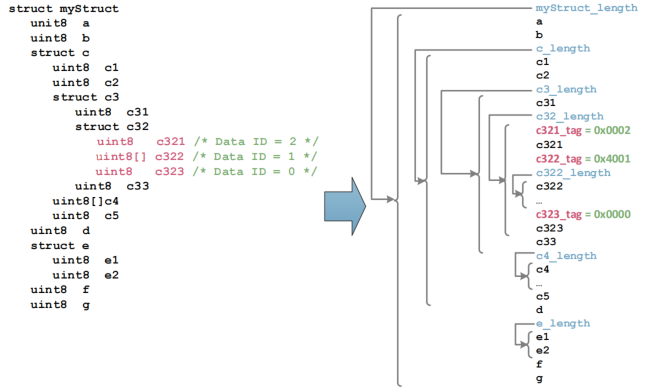 struct myStruct
unit8 a
uint8 b
struct c
uint8 c1
uint8 c2
struct c3
uint8 c31
struct c32
uint8 c321 /* Data ID = 2 */
uint8[] c322 /* Data ID = 1 */
uint8 c323 /* Data ID = 0 */
uint8 c33
uint8[]c4
uint8 c5
uint8 d
struct e
uint8 e1
uint8 e2
uint8 f
uint8 g
myStruct_length
a
b
c_length
c1
c2
c3_length
c31
c32_length
c321_tag = 0x0002
c321
c322_tag = 0x4001
c322_length
c322
...
c323_tag = 0x0000
c323
c33
c4_length
c4
...
c5
d
e_length
e1
e2
f
g